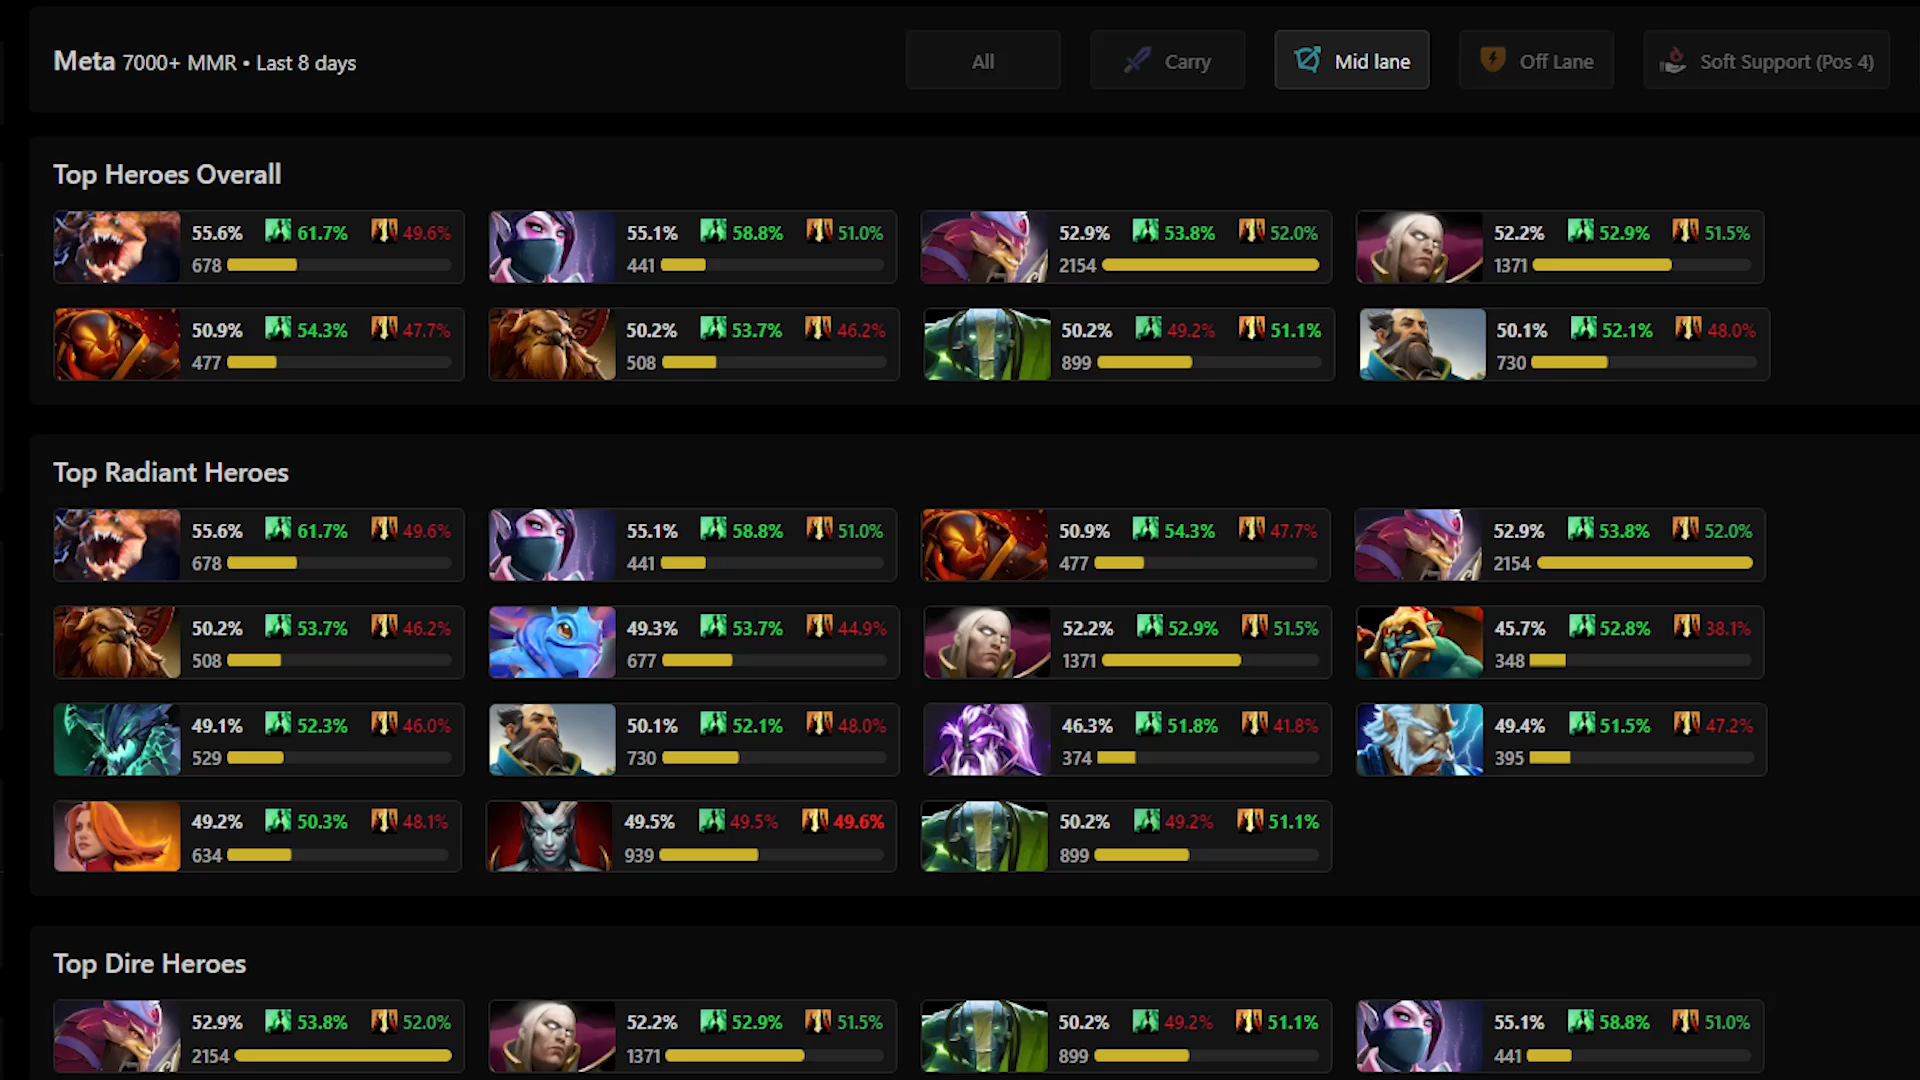 Meta 7000+ MMR • Last 8 days
All
Carry
Mid lane
Off Lane
Soft Support (Pos 4)
Top Heroes Overall
55.6% 61.7% 49.6%
678
55.1% 58.8% 51.0%
441
52.9% 53.8% 52.0%
2154
52.2% 52.9% 51.5%
1371
50.9% 54.3% 47.7%
477
50.2% 53.7% 46.2%
508
50.2% 49.2% 51.1%
899
50.1% 52.1% 48.0%
730
Top Radiant Heroes
55.6% 61.7% 49.6%
678
55.1% 58.8% 51.0%
441
50.9% 54.3% 47.7%
477
52.9% 53.8% 52.0%
2154
50.2% 53.7% 46.2%
508
49.3% 53.7% 44.9%
677
52.2% 52.9% 51.5%
1371
45.7% 52.8% 38.1%
348
49.1% 52.3% 46.0%
529
50.1% 52.1% 48.0%
730
46.3% 51.8% 41.8%
374
49.4% 51.5% 47.2%
395
49.2% 50.3% 48.1%
634
49.5% 49.5% 49.6%
939
50.2% 49.2% 51.1%
899
Top Dire Heroes
52.9% 53.8% 52.0%
2154
52.2% 52.9% 51.5%
1371
50.2% 49.2% 51.1%
899
55.1% 58.8% 51.0%
441